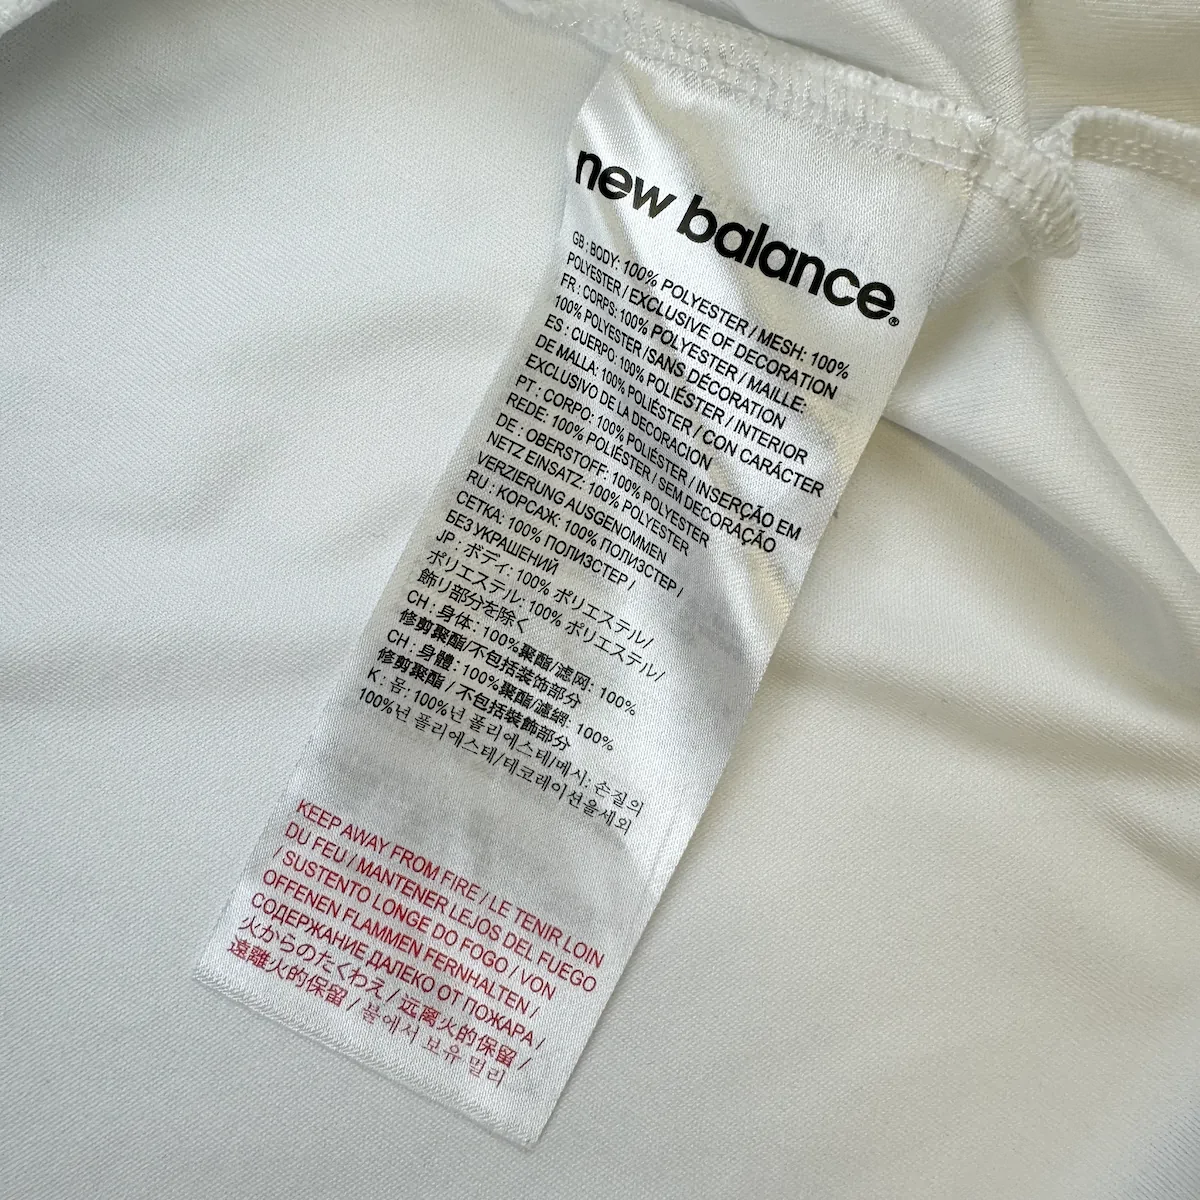 new balance®
GB : BODY: 100% POLYESTER / MESH: 100%
POLYESTER / EXCLUSIVE OF DECORATION
FR : CORPS: 100% POLYESTER / MAILLE:
100% POLYESTER /SANS DÉCORATION
ES : CUERPO: 100% POLIÉSTER / INTERIOR
DE MALLA: 100% POLIÉSTER / CON CARÁCTER
EXCLUSIVO DE LA DECORACION
PT : CORPO: 100% POLIÉSTER / INSERÇÃO EM
REDE: 100% POLIÉSTER / SEM DECORAÇÃO
DE : OBERSTOFF: 100% POLYESTER
NETZ EINSATZ: 100% POLYESTER
VERZIERUNG AUSGENOMMEN
RU : КОРСАЖ: 100% ПОЛИЭСТЕР /
СЕТКА: 100% ПОЛИЭСТЕР /
БЕЗ УКРАШЕНИЙ
JP : ボディ: 100% ポリエステル/
ポリエステル: 100% ポリエステル/
飾り部分を除く
CH : 身体: 100%聚酯/滤网: 100%
修剪聚酯/不包括装饰部分
CH : 身體: 100%聚酯/濾網: 100%
修剪聚酯 / 不包括裝飾部分
K : 몸: 100%년 폴리에스테/메시: 손질의
100%년 폴리에스테/데코레이션을세외
KEEP AWAY FROM FIRE / LE TENIR LOIN
DU FEU / MANTENER LEJOS DEL FUEGO
/ SUSTENTO LONGE DO FOGO / VON
OFFENEN FLAMMEN FERNHALTEN /
СОДЕРЖАНИЕ ДАЛЕКО ОТ ПОЖАРА /
火からのたくわえ / 远离火的保留 /
遠離火的保留 / 불에서 보유 멀리